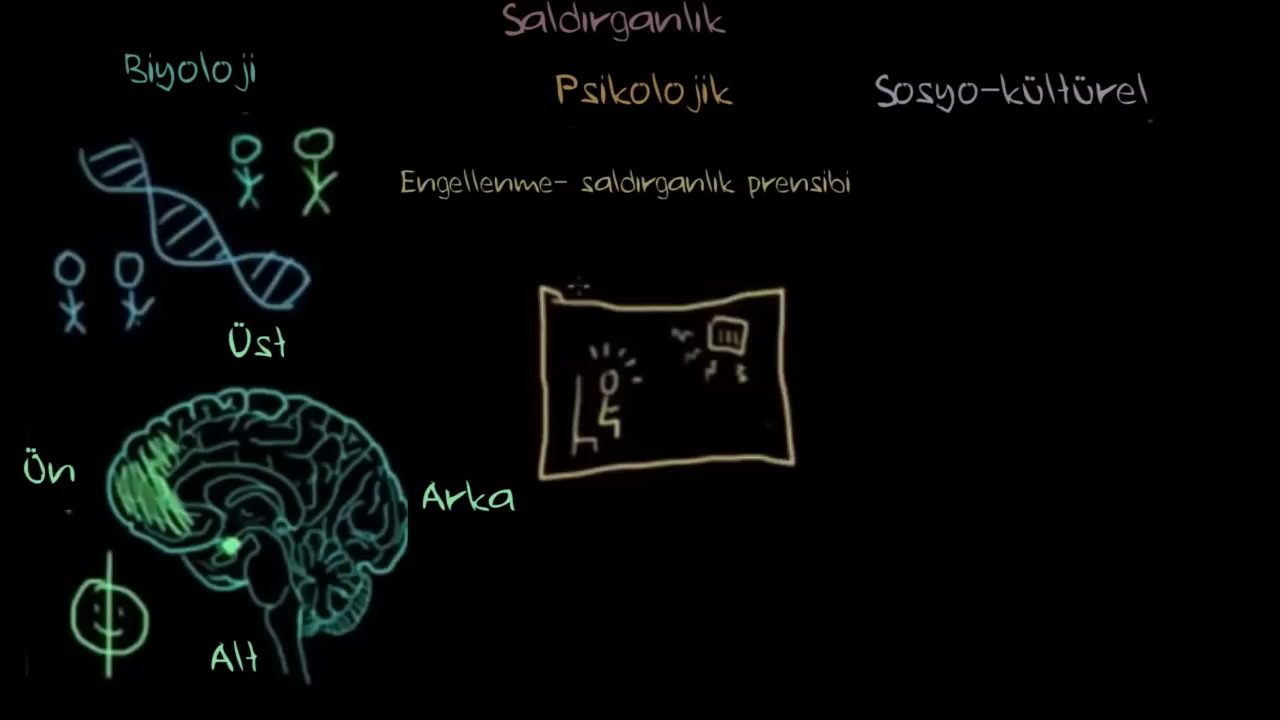 Saldırganlık
Biyoloji
Psikolojik
Sosyo-kültürel
Engellenme- saldırganlık prensibi
Üst
Ön
Arka
Alt